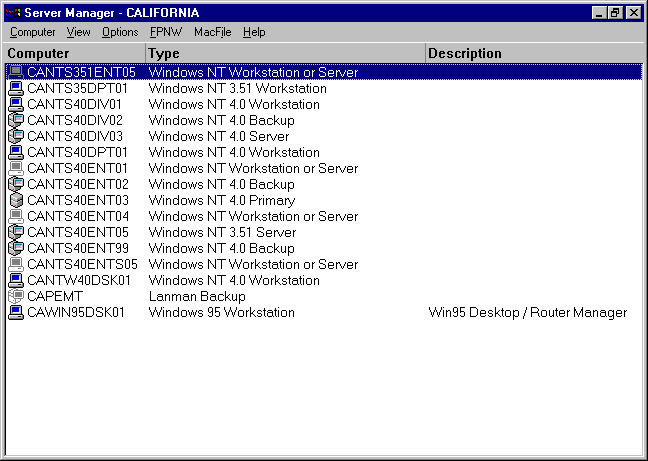 Server Manager - CALIFORNIA
Computer View Options FPNW MacFile Help
Computer Type Description
CANTS351ENT05 Windows NT Workstation or Server
CANTS35DPT01 Windows NT 3.51 Workstation
CANTS40DIV01 Windows NT 4.0 Workstation
CANTS40DIV02 Windows NT 4.0 Backup
CANTS40DIV03 Windows NT 4.0 Server
CANTS40DPT01 Windows NT 4.0 Workstation
CANTS40ENT01 Windows NT Workstation or Server
CANTS40ENT02 Windows NT 4.0 Backup
CANTS40ENT03 Windows NT 4.0 Primary
CANTS40ENT04 Windows NT Workstation or Server
CANTS40ENT05 Windows NT 3.51 Server
CANTS40ENT99 Windows NT 4.0 Backup
CANTS40ENTS05 Windows NT Workstation or Server
CANTW40DSK01 Windows NT 4.0 Workstation
CAPEMT Lanman Backup
CAWIN95DSK01 Windows 95 Workstation Win95 Desktop / Router Manager